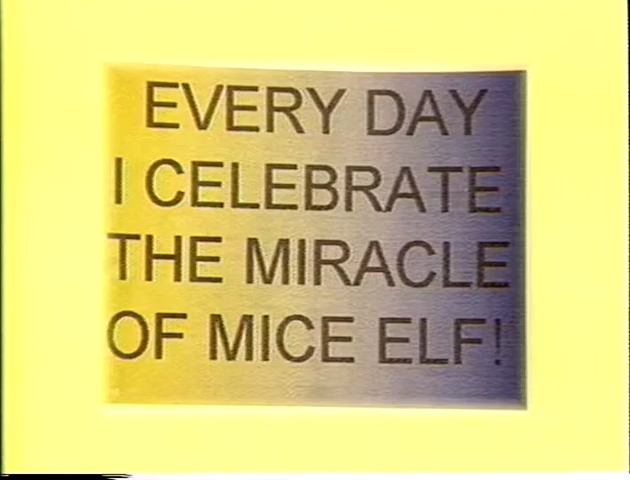 EVERY DAY
I CELEBRATE
THE MIRACLE
OF MICE ELF!